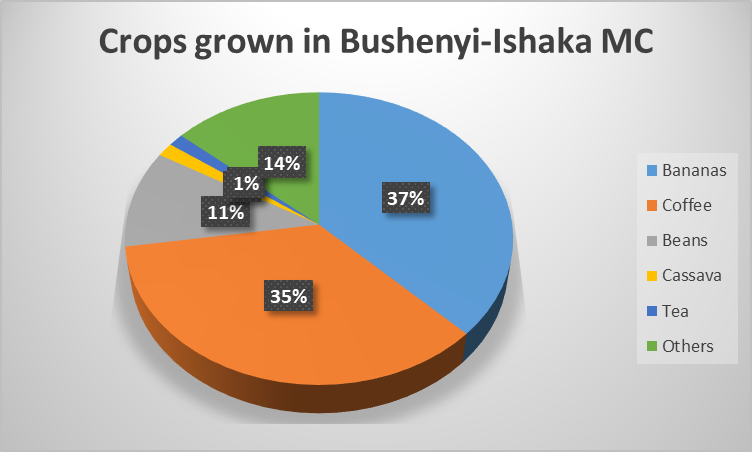 Crops grown in Bushenyi-Ishaka MC
14%
1%
37%
11%
35%
Bananas
Coffee
Beans
Cassava
Tea
Others